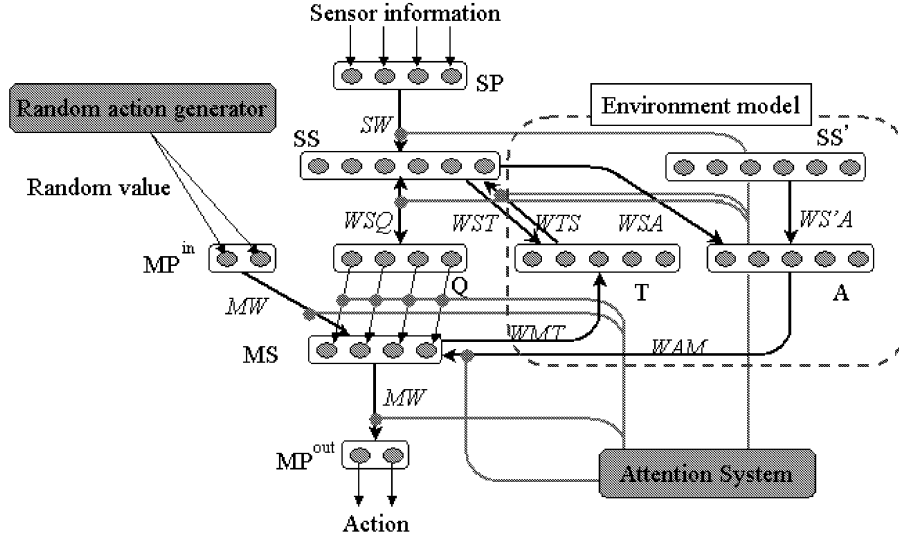 Sensor information
SP
Random action generator
Environment model
SW
SS
SS'
Random value
WSQ
WST
WTS
WSA
WS'A
MP in
Q
T
A
MW
MS
WMT
WAM
MW
MP out
Attention System
Action